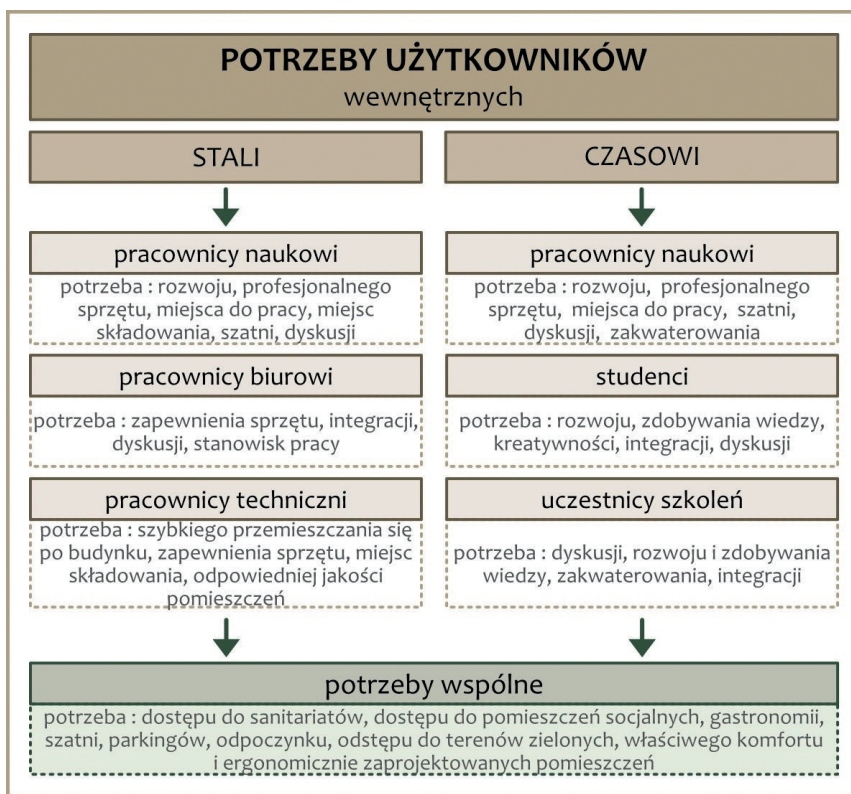 POTRZEBY UŻYTKOWNIKÓW
wewnętrznych
STALI
pracownicy naukowi
potrzeba : rozwoju, profesjonalnego
sprzętu, miejsca do pracy, miejsc
składowania, szatni, dyskusji
pracownicy biurowi
potrzeba : zapewnienia sprzętu, integracji,
dyskusji, stanowisk pracy
pracownicy techniczni
potrzeba : szybkiego przemieszczania się
po budynku, zapewnienia sprzętu, miejsc
składowania, odpowiedniej jakości
pomieszczeń
CZASOWI
pracownicy naukowi
potrzeba : rozwoju, profesjonalnego
sprzętu, miejsca do pracy, szatni,
dyskusji, zakwaterowania
studenci
potrzeba : rozwoju, zdobywania wiedzy,
kreatywności, integracji, dyskusji
uczestnicy szkoleń
potrzeba : dyskusji, rozwoju i zdobywania
wiedzy, zakwaterowania, integracji
potrzeby wspólne
potrzeba : dostępu do sanitariatów, dostępu do pomieszczeń socjalnych, gastronomii,
szatni, parkingów, odpoczynku, odstępu do terenów zielonych, właściwego komfortu
i ergonomicznie zaprojektowanych pomieszczeń